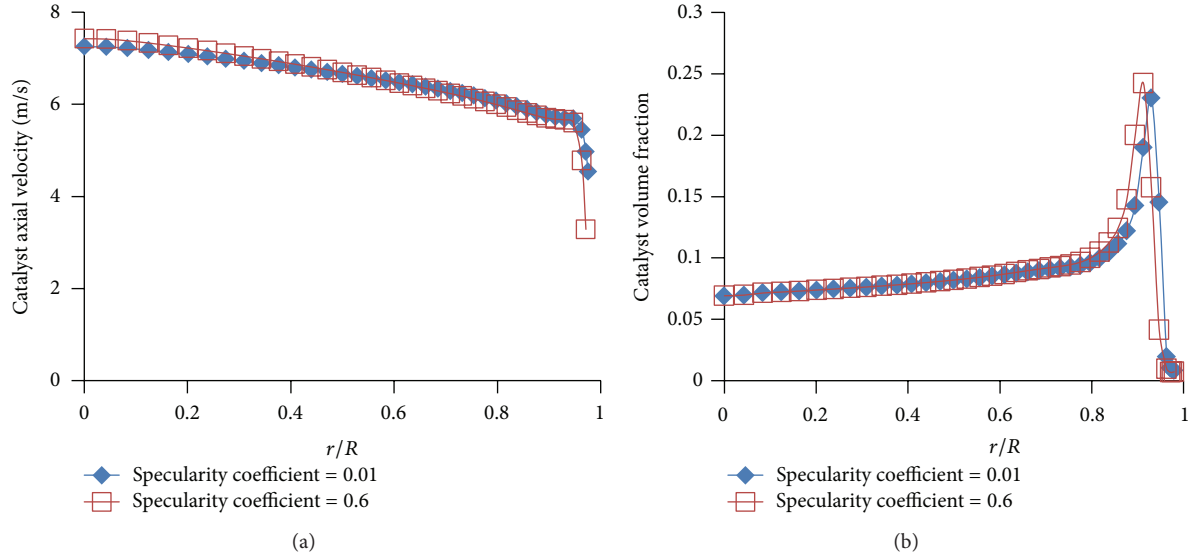 8
6
4
2
0
Catalyst axial velocity (m/s)
0 0.2 0.4 0.6 0.8 1
r/R
Specularity coefficient = 0.01
Specularity coefficient = 0.6
(a)
0.3
0.25
0.2
0.15
0.1
0.05
0
Catalyst volume fraction
0 0.2 0.4 0.6 0.8 1
r/R
Specularity coefficient = 0.01
Specularity coefficient = 0.6
(b)